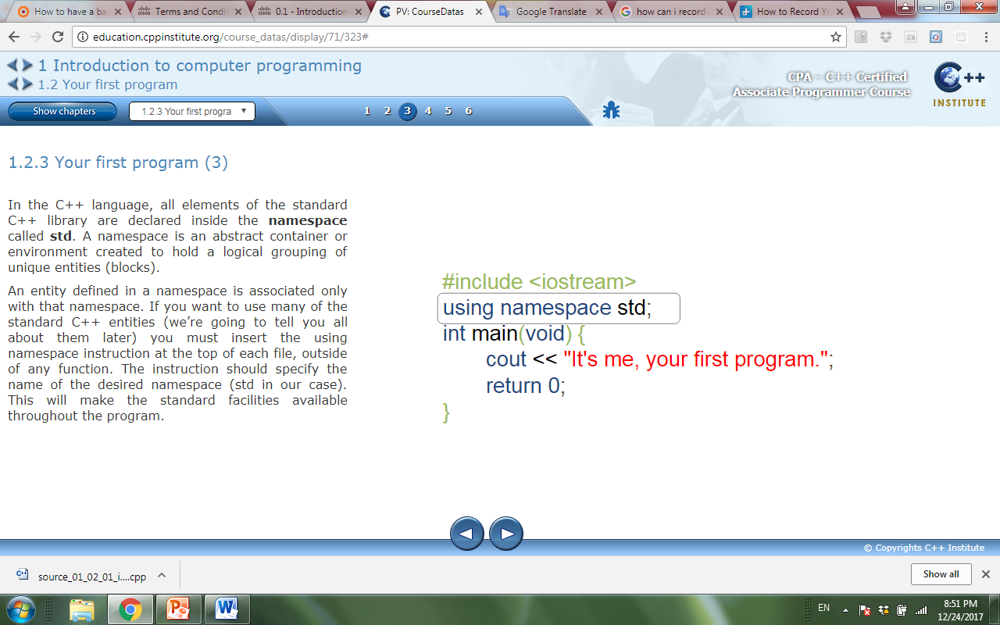 How to have a ba
Terms and Condit
0.1 - Introduction
PV: CourseDatas
Google Translate
how can i record
How to Record Yo
education.cppinstitute.org/course_datas/display/71/323#
1 Introduction to computer programming
1.2 Your first program
CPA – C++ Certified
Associate Programmer Course
C++
INSTITUTE
Show chapters
1.2.3 Your first progra
1 2 3 4 5 6
1.2.3 Your first program (3)
In the C++ language, all elements of the standard
C++ library are declared inside the namespace
called std. A namespace is an abstract container or
environment created to hold a logical grouping of
unique entities (blocks).
An entity defined in a namespace is associated only
with that namespace. If you want to use many of the
standard C++ entities (we’re going to tell you all
about them later) you must insert the using
namespace instruction at the top of each file, outside
of any function. The instruction should specify the
name of the desired namespace (std in our case).
This will make the standard facilities available
throughout the program.
#include <iostream>
using namespace std;
int main(void) {
cout << "It's me, your first program.";
return 0;
}
© Copyrights C++ Institute
source_01_02_01_i....cpp
Show all
EN
8:51 PM
12/24/2017